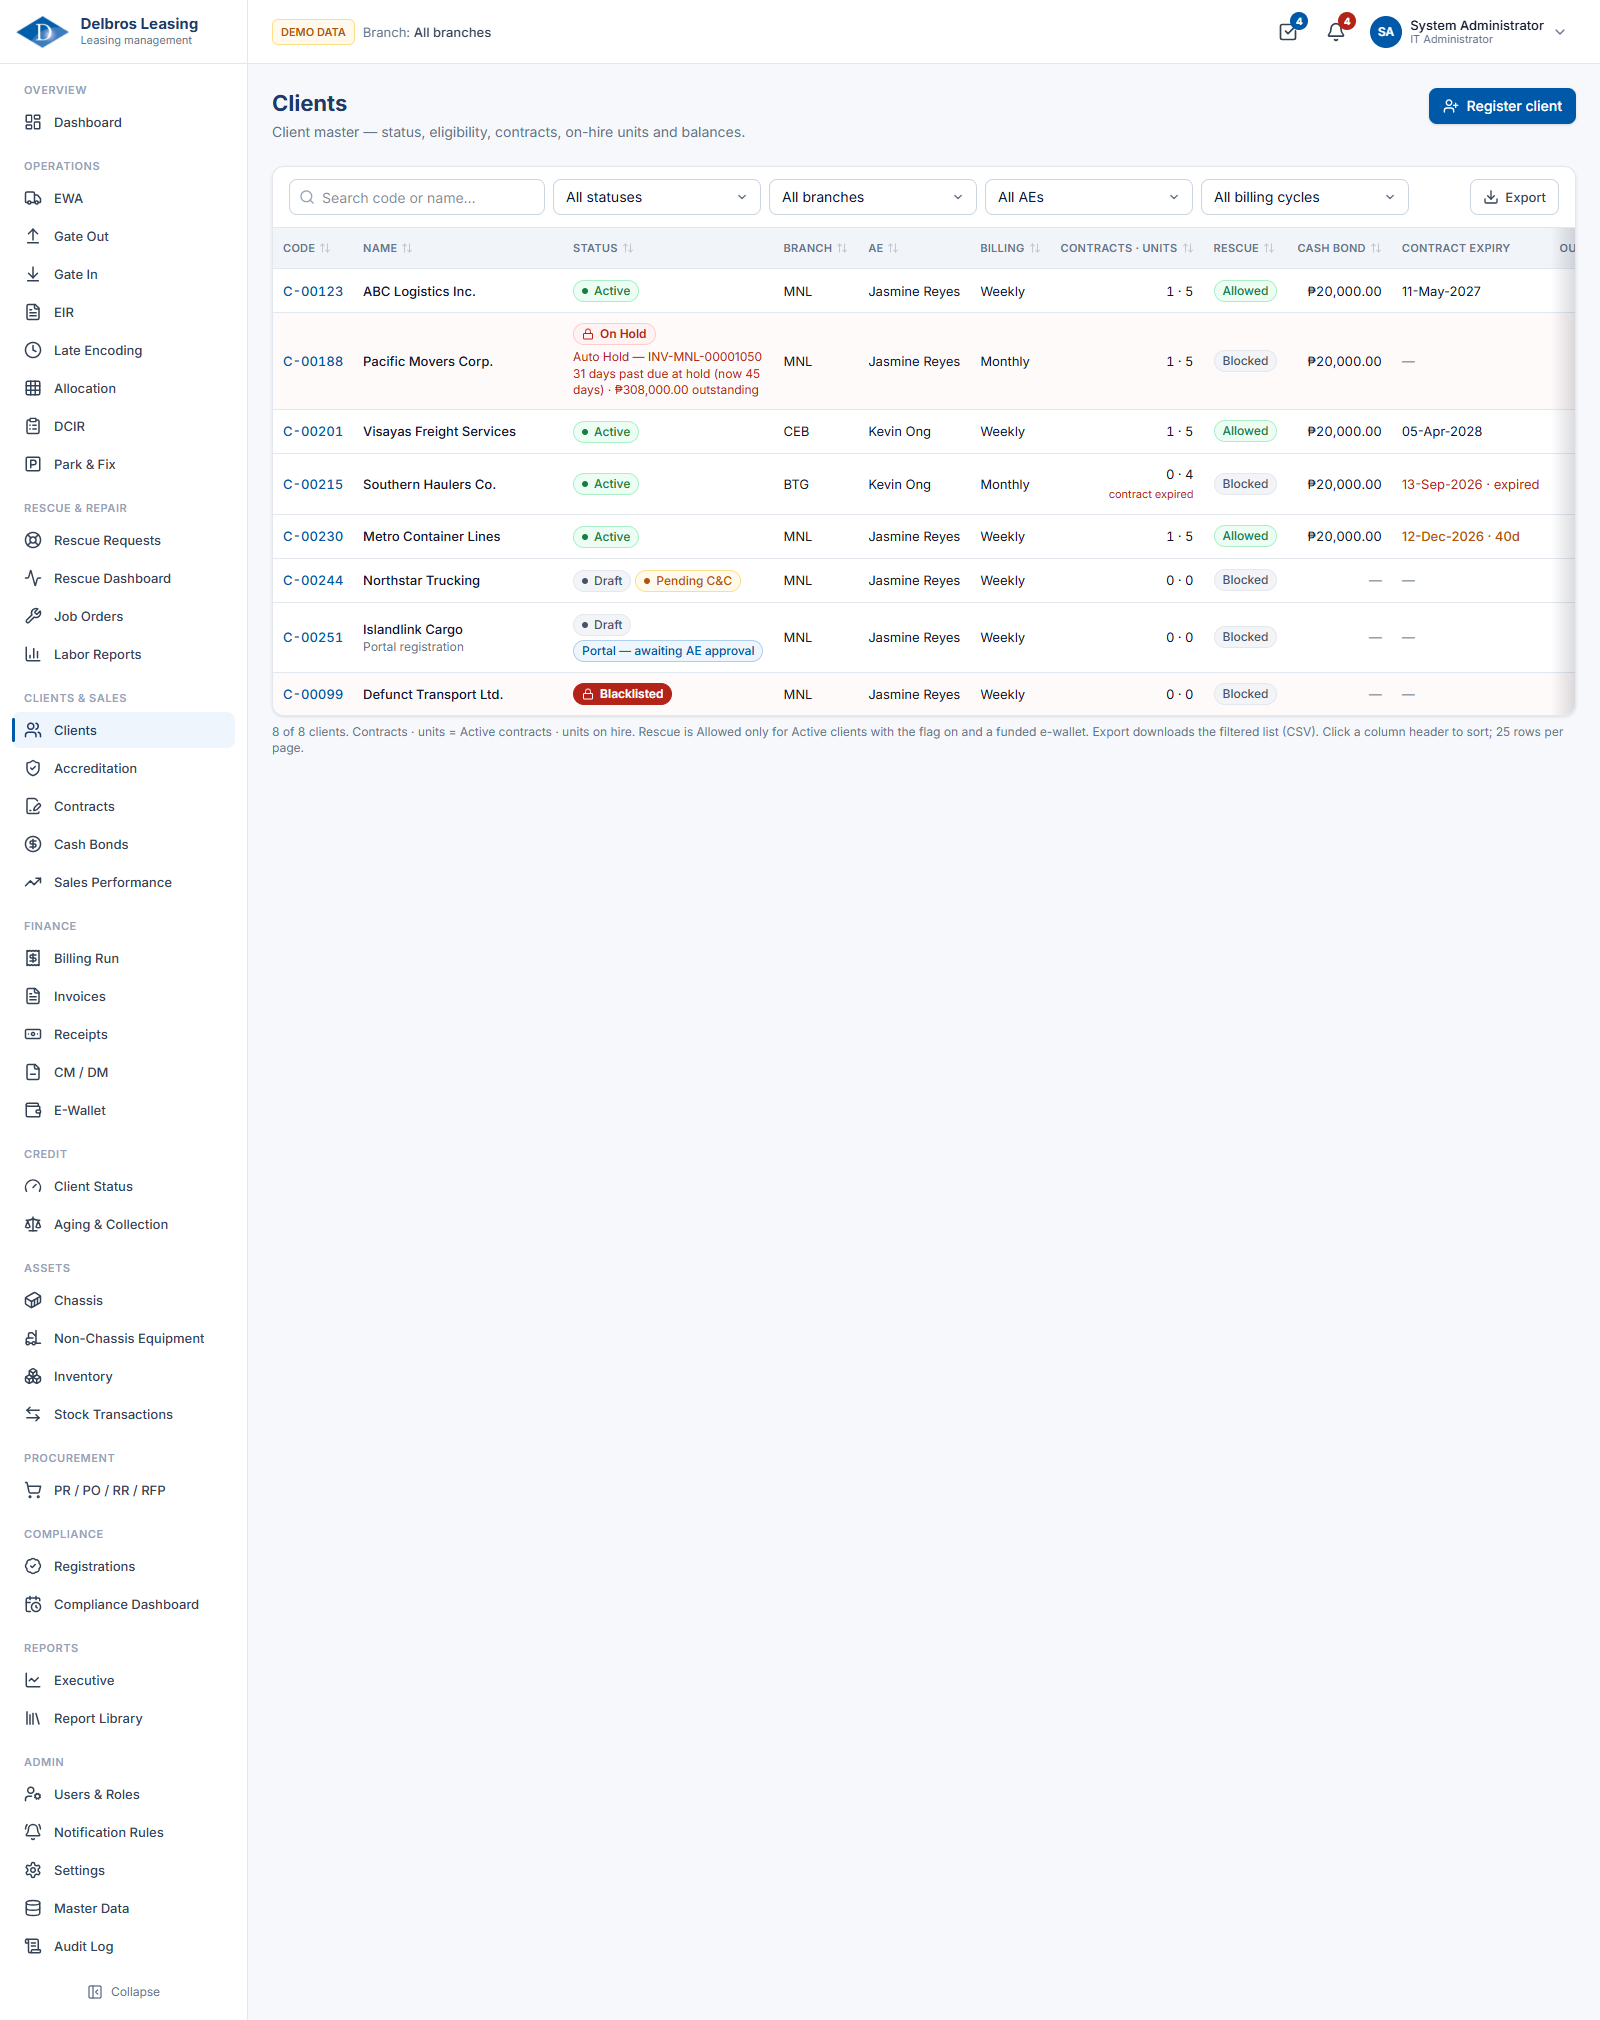 Delbros Leasing
Leasing management
DEMO DATA
Branch: All branches
4
4
SA
System Administrator
IT Administrator
OVERVIEW
Dashboard
OPERATIONS
EWA
Gate Out
Gate In
EIR
Late Encoding
Allocation
DCIR
Park & Fix
RESCUE & REPAIR
Rescue Requests
Rescue Dashboard
Job Orders
Labor Reports
CLIENTS & SALES
Clients
Accreditation
Contracts
Cash Bonds
Sales Performance
FINANCE
Billing Run
Invoices
Receipts
CM / DM
E-Wallet
CREDIT
Client Status
Aging & Collection
ASSETS
Chassis
Non-Chassis Equipment
Inventory
Stock Transactions
PROCUREMENT
PR / PO / RR / RFP
COMPLIANCE
Registrations
Compliance Dashboard
REPORTS
Executive
Report Library
ADMIN
Users & Roles
Notification Rules
Settings
Master Data
Audit Log
Collapse
Clients
Client master — status, eligibility, contracts, on-hire units and balances.
Register client
Search code or name...
All statuses
All branches
All AEs
All billing cycles
Export
CODE NAME STATUS BRANCH AE BILLING CONTRACTS · UNITS RESCUE CASH BOND CONTRACT EXPIRY OU
C-00123 ABC Logistics Inc. Active MNL Jasmine Reyes Weekly 1 · 5 Allowed ₱20,000.00 11-May-2027
C-00188 Pacific Movers Corp. On Hold MNL Jasmine Reyes Monthly 1 · 5 Blocked ₱20,000.00 —
Auto Hold — INV-MNL-00001050
31 days past due at hold (now 45
days) · ₱308,000.00 outstanding
C-00201 Visayas Freight Services Active CEB Kevin Ong Weekly 1 · 5 Allowed ₱20,000.00 05-Apr-2028
C-00215 Southern Haulers Co. Active BTG Kevin Ong Monthly 0 · 4 Blocked ₱20,000.00 13-Sep-2026 · expired
contract expired
C-00230 Metro Container Lines Active MNL Jasmine Reyes Weekly 1 · 5 Allowed ₱20,000.00 12-Dec-2026 · 40d
C-00244 Northstar Trucking Draft Pending C&C MNL Jasmine Reyes Weekly 0 · 0 Blocked — —
C-00251 Islandlink Cargo Draft MNL Jasmine Reyes Weekly 0 · 0 Blocked — —
Portal registration Portal — awaiting AE approval
C-00099 Defunct Transport Ltd. Blacklisted MNL Jasmine Reyes Weekly 0 · 0 Blocked — —
8 of 8 clients. Contracts · units = Active contracts · units on hire. Rescue is Allowed only for Active clients with the flag on and a funded e-wallet. Export downloads the filtered list (CSV). Click a column header to sort; 25 rows per
page.